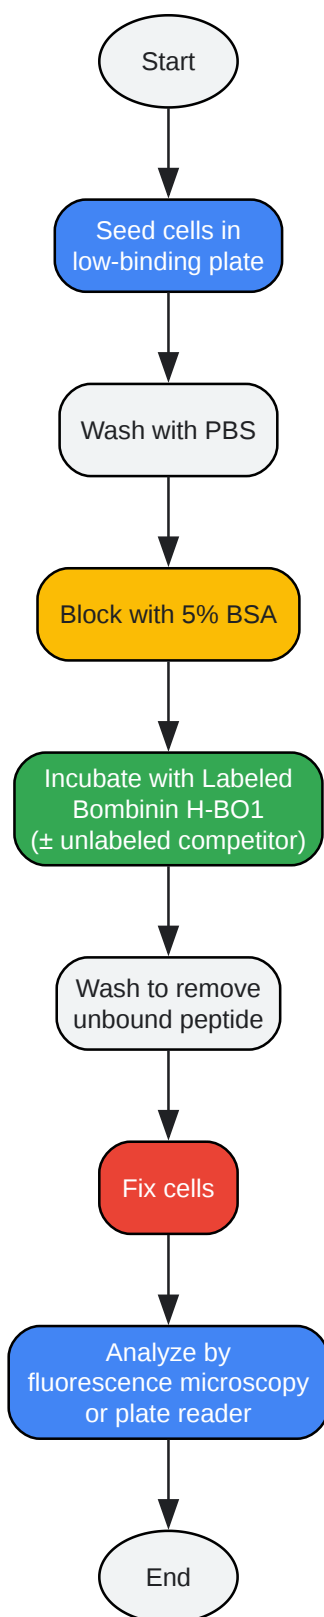 Start
Seed cells in
low-binding plate
Wash with PBS
Block with 5% BSA
Incubate with Labeled
Bombinin H-BO1
(± unlabeled competitor)
Wash to remove
unbound peptide
Fix cells
Analyze by
fluorescence microscopy
or plate reader
End